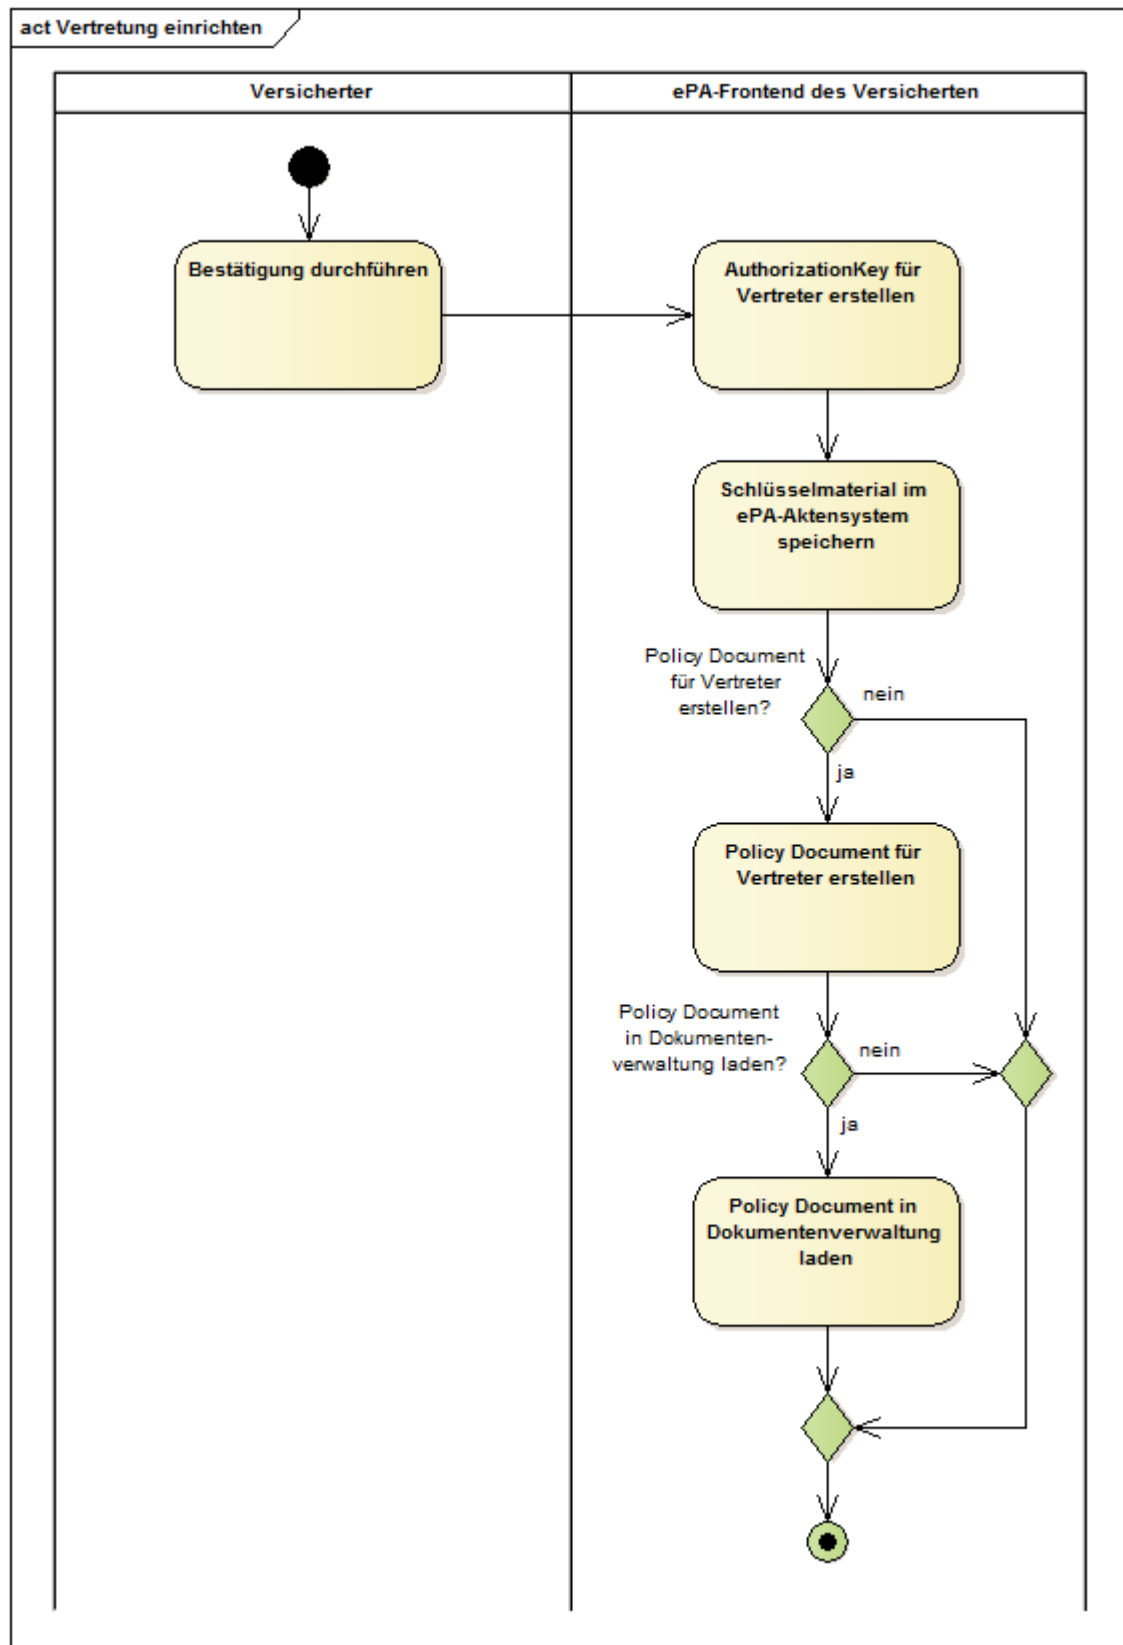 act Vertretung einrichten
Versicherter
ePA-Frontend des Versicherten
Bestätigung durchführen
AuthorizationKey für
Vertreter erstellen
Schlüsselmaterial im
ePA-Aktensystem
speichern
Policy Document
für Vertreter
erstellen?
nein
ja
Policy Document für
Vertreter erstellen
Policy Document
in Dokumenten-
verwaltung laden?
nein
ja
Policy Document in
Dokumentenverwaltung
laden